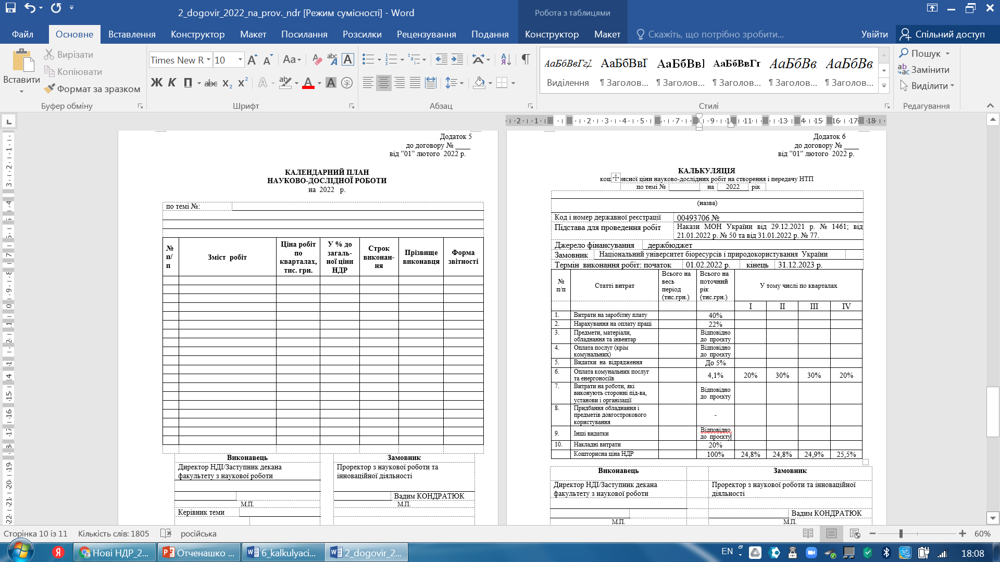 2_dogovir_2022_na_prov._ndr [Режим сумісності] - Word
Робота з таблицями
Файл Основне Вставлення Конструктор Макет Посилання Розсилки Рецензування Подання Конструктор Макет Скажіть, що потрібно зробити... Увійти Спільний доступ
Вставити
Вирізати
Копіювати
Формат за зразком
Буфер обміну
Times New R 10
Шрифт
Абзац
АаБбВвГгД АаБбВвГ АаБбВвІ АаБбВвГг АаБбВв АаБбВв
Виділення ¶ Заголов... ¶ Заголов... ¶ Заголов... ¶ Заголов... ¶ Заголов...
Стилі
Пошук
Замінити
Виділити
Редагування
Додаток 5
до договору № ____
від ”01” лютого 2022 р.
КАЛЕНДАРНИЙ ПЛАН
НАУКОВО-ДОСЛІДНОЇ РОБОТИ
на 2022 р.
по темі №:
№ п/п Зміст робіт Ціна робіт по кварталах, тис. грн. У % до загаль-ної ціни НДР Строк виконан-ня Прізвище виконавця Форма звітності
Виконавець Замовник
Директор НДІ/Заступник декана Проректор з наукової роботи та
факультету з наукової роботи інноваційної діяльності
Вадим КОНДРАТЮК
М.П. М.П.
Керівник теми
Додаток 6
до договору № ____
від ”01” лютого 2022 р.
КАЛЬКУЛЯЦІЯ
кошторисної ціни науково-дослідних робіт на створення і передачу НТП
по темі № на 2022 рік
(назва)
Код і номер державної реєстрації 00493706 №
Підстава для проведення робіт Накази МОН України від 29.12.2021 р. № 1461; від
21.01.2022 р. № 50 та від 31.01.2022 р. № 77.
Джерело фінансування держбюджет
Замовник Національний університет біоресурсів і природокористування України
Термін виконання робіт: початок 01.02.2022 р. кінець 31.12.2023 р.
№ п/п Статті витрат Всього на весь період (тис.грн.) Всього на поточний рік (тис.грн.) У тому числі по кварталах
I II III IV
1. Витрати на заробітну плату 40%
2. Нарахування на оплату праці 22%
3. Предмети, матеріали, обладнання та інвентар Відповідно до проєкту
4. Оплата послуг (крім комунальних) Відповідно до проєкту
5. Видатки на відрядження До 5%
6. Оплата комунальних послуг та енергоносіїв 4,1% 20% 30% 30% 20%
7. Витрати на роботи, які виконують сторонні під-ва, установи і організації Відповідно до проєкту
8. Придбання обладнання і предметів довгострокового користування -
9. Інші видатки Відповідно до проєкту
10. Накладні витрати 20%
Кошторисна ціна НДР 100% 24,8% 24,8% 24,9% 25,5%
Виконавець Замовник
Директор НДІ/Заступник декана Проректор з наукової роботи та інноваційної
факультету з наукової роботи діяльності
Вадим КОНДРАТЮК
М.П. М.П.
Сторінка 10 із 11 Кількість слів: 1805 російська 60%
Нові НДР_2... Отченашко ... 6_kalkulyaci... 2_dogovir_2... EN 18:08